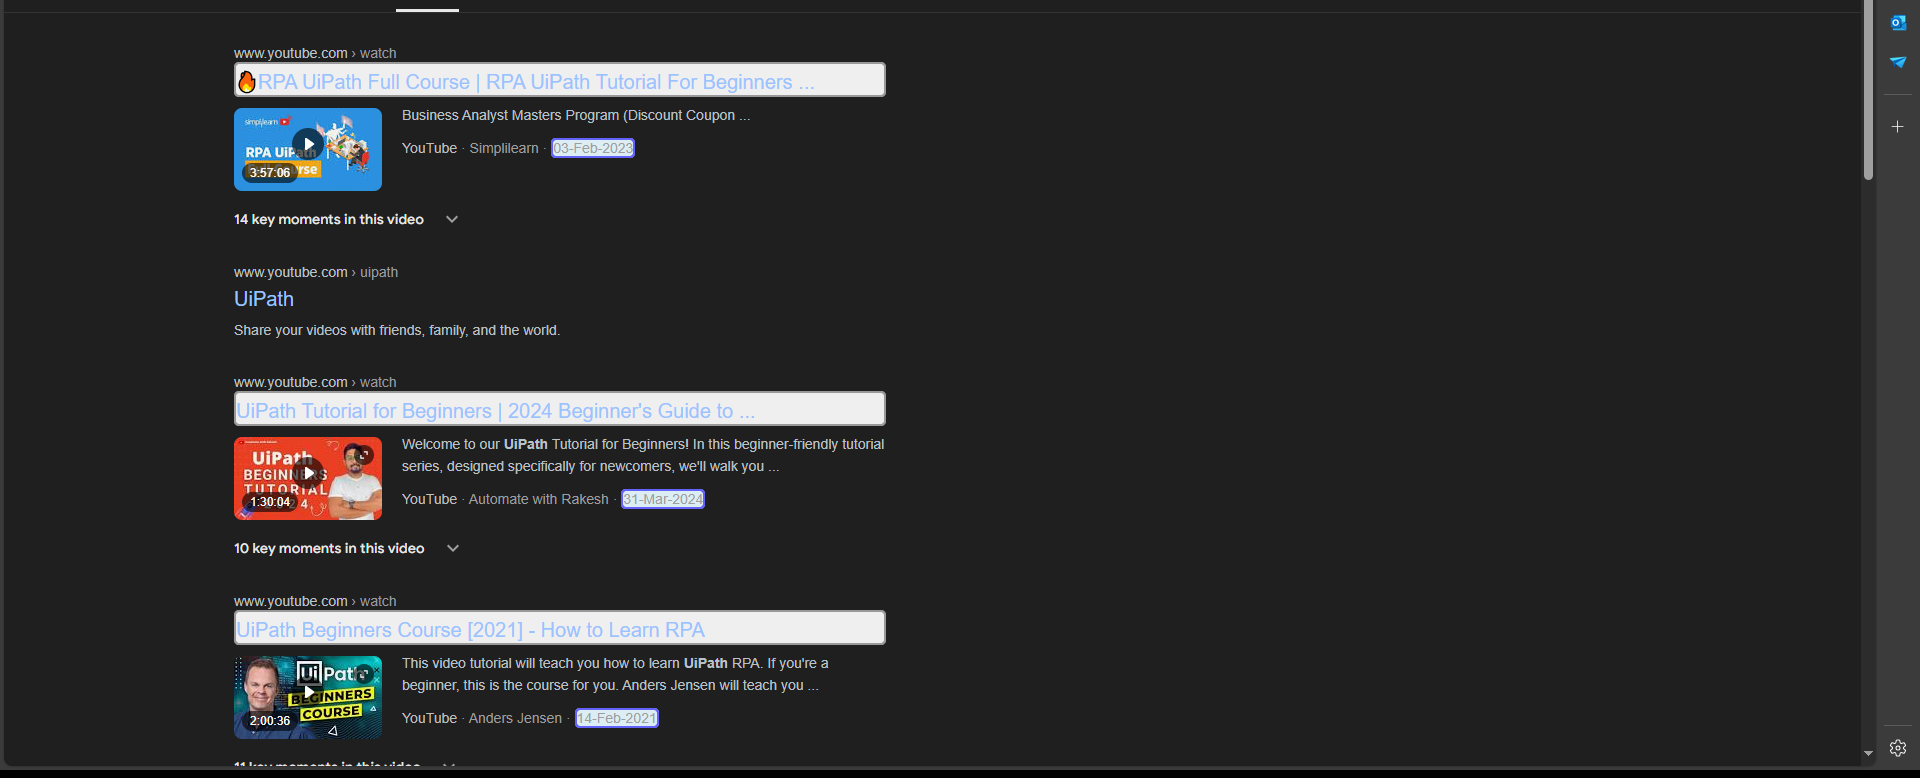 www.youtube.com › watch
🔥RPA UiPath Full Course | RPA UiPath Tutorial For Beginners ...
simplilearn
RPA UiPath
rse
3:57:06
Business Analyst Masters Program (Discount Coupon ...
YouTube · Simplilearn · 03-Feb-2023
14 key moments in this video
www.youtube.com › uipath
UiPath
Share your videos with friends, family, and the world.
www.youtube.com › watch
UiPath Tutorial for Beginners | 2024 Beginner's Guide to ...
UiPath
BEGINNERS
TUTORIAL
1:30:04
Welcome to our UiPath Tutorial for Beginners! In this beginner-friendly tutorial
series, designed specifically for newcomers, we'll walk you ...
YouTube · Automate with Rakesh · 31-Mar-2024
10 key moments in this video
www.youtube.com › watch
UiPath Beginners Course [2021] - How to Learn RPA
UiPath
BEGINNERS
COURSE
2:00:36
This video tutorial will teach you how to learn UiPath RPA. If you're a
beginner, this is the course for you. Anders Jensen will teach you ...
YouTube · Anders Jensen · 14-Feb-2021
11 key moments in this video